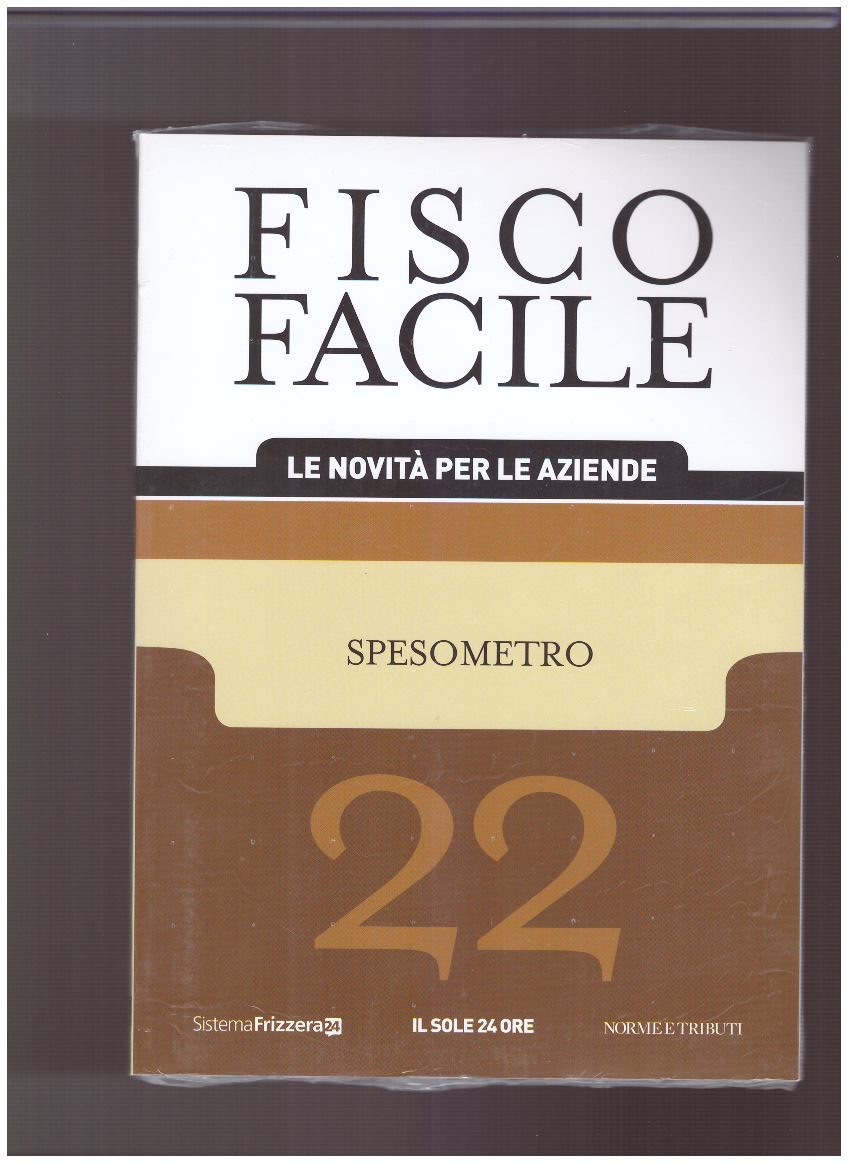 FISCO
FACILE
LE NOVITÀ PER LE AZIENDE
SPESOMETRO
22
SistemaFrizzera24
IL SOLE 24 ORE
NORME E TRIBUTI